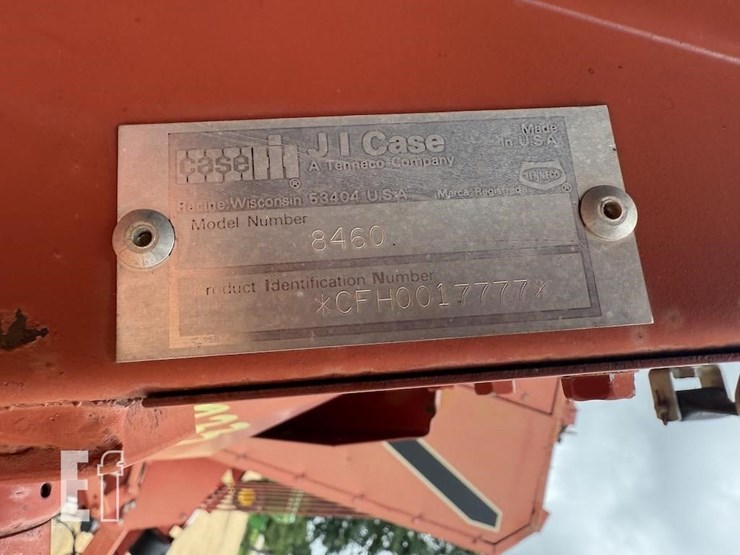 case IH
J I Case
A Tenneco Company
Made in U.S.A.
Racine, Wisconsin 53404 U.S.A.
Marca Registrada
TENNECO
®
®
Model Number
8460
roduct Identification Number
*CFH0017777*
Ef